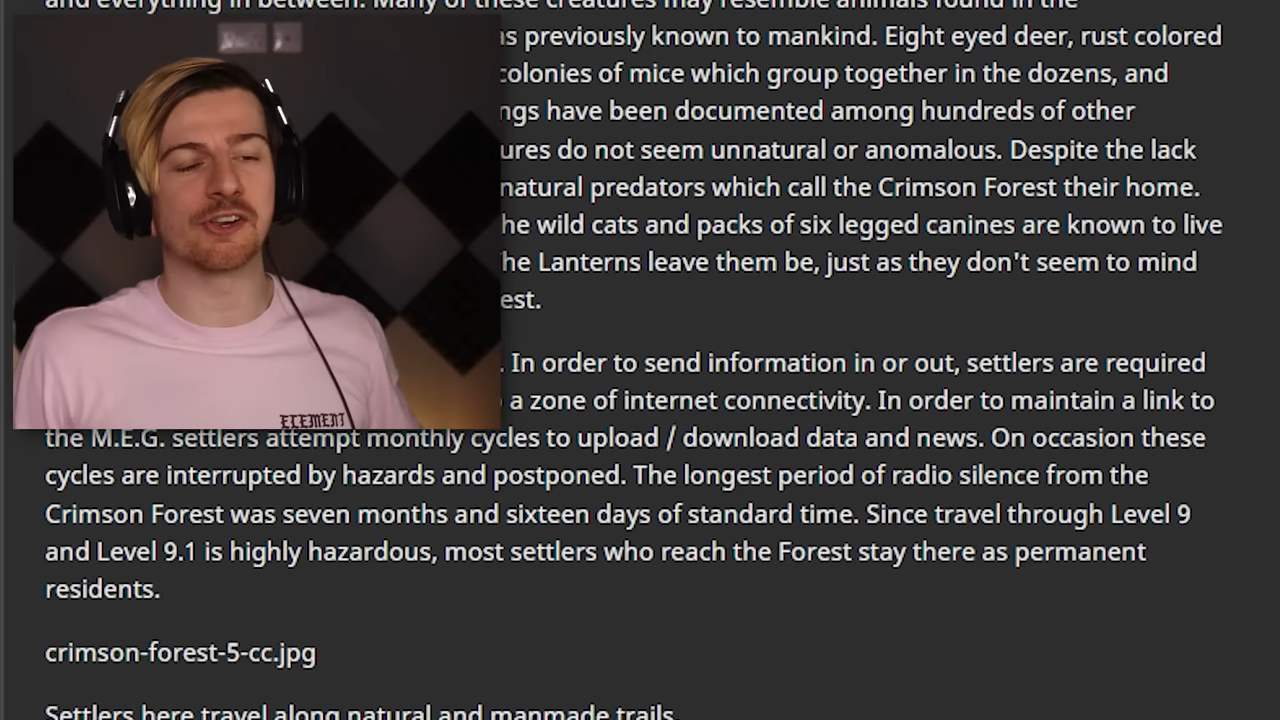 and everything in between. Many of these creatures may resemble animals found in the
as previously known to mankind. Eight eyed deer, rust colored
colonies of mice which group together in the dozens, and
ngs have been documented among hundreds of other
ures do not seem unnatural or anomalous. Despite the lack
natural predators which call the Crimson Forest their home.
he wild cats and packs of six legged canines are known to live
The Lanterns leave them be, just as they don't seem to mind
est.
. In order to send information in or out, settlers are required
a zone of internet connectivity. In order to maintain a link to
ELEMENT
the M.E.G. settlers attempt monthly cycles to upload / download data and news. On occasion these
cycles are interrupted by hazards and postponed. The longest period of radio silence from the
Crimson Forest was seven months and sixteen days of standard time. Since travel through Level 9
and Level 9.1 is highly hazardous, most settlers who reach the Forest stay there as permanent
residents.
crimson-forest-5-cc.jpg
Settlers here travel along natural and manmade trails.